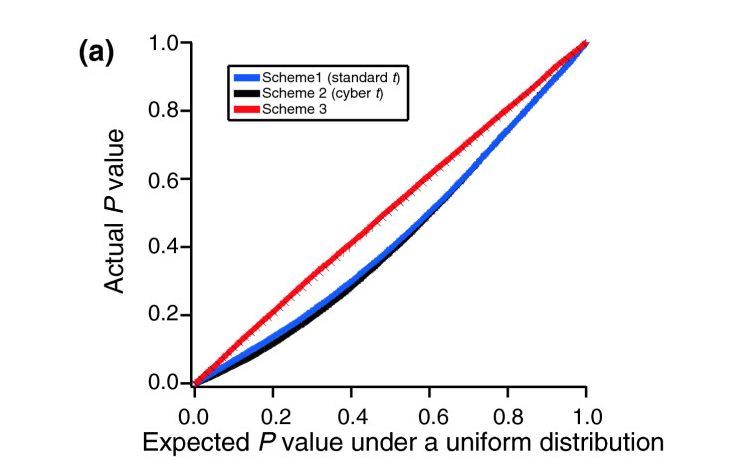 (a)
1.0
0.8
0.6
0.4
0.2
0.0
Actual P value
Scheme1 (standard t)
Scheme 2 (cyber t)
Scheme 3
0.0 0.2 0.4 0.6 0.8 1.0
Expected P value under a uniform distribution